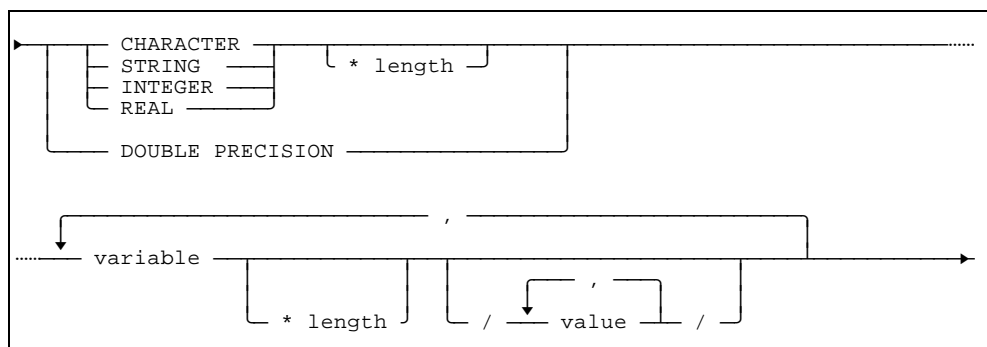 CHARACTER
STRING * length
INTEGER
REAL
DOUBLE PRECISION
,
variable
,
* length / value /